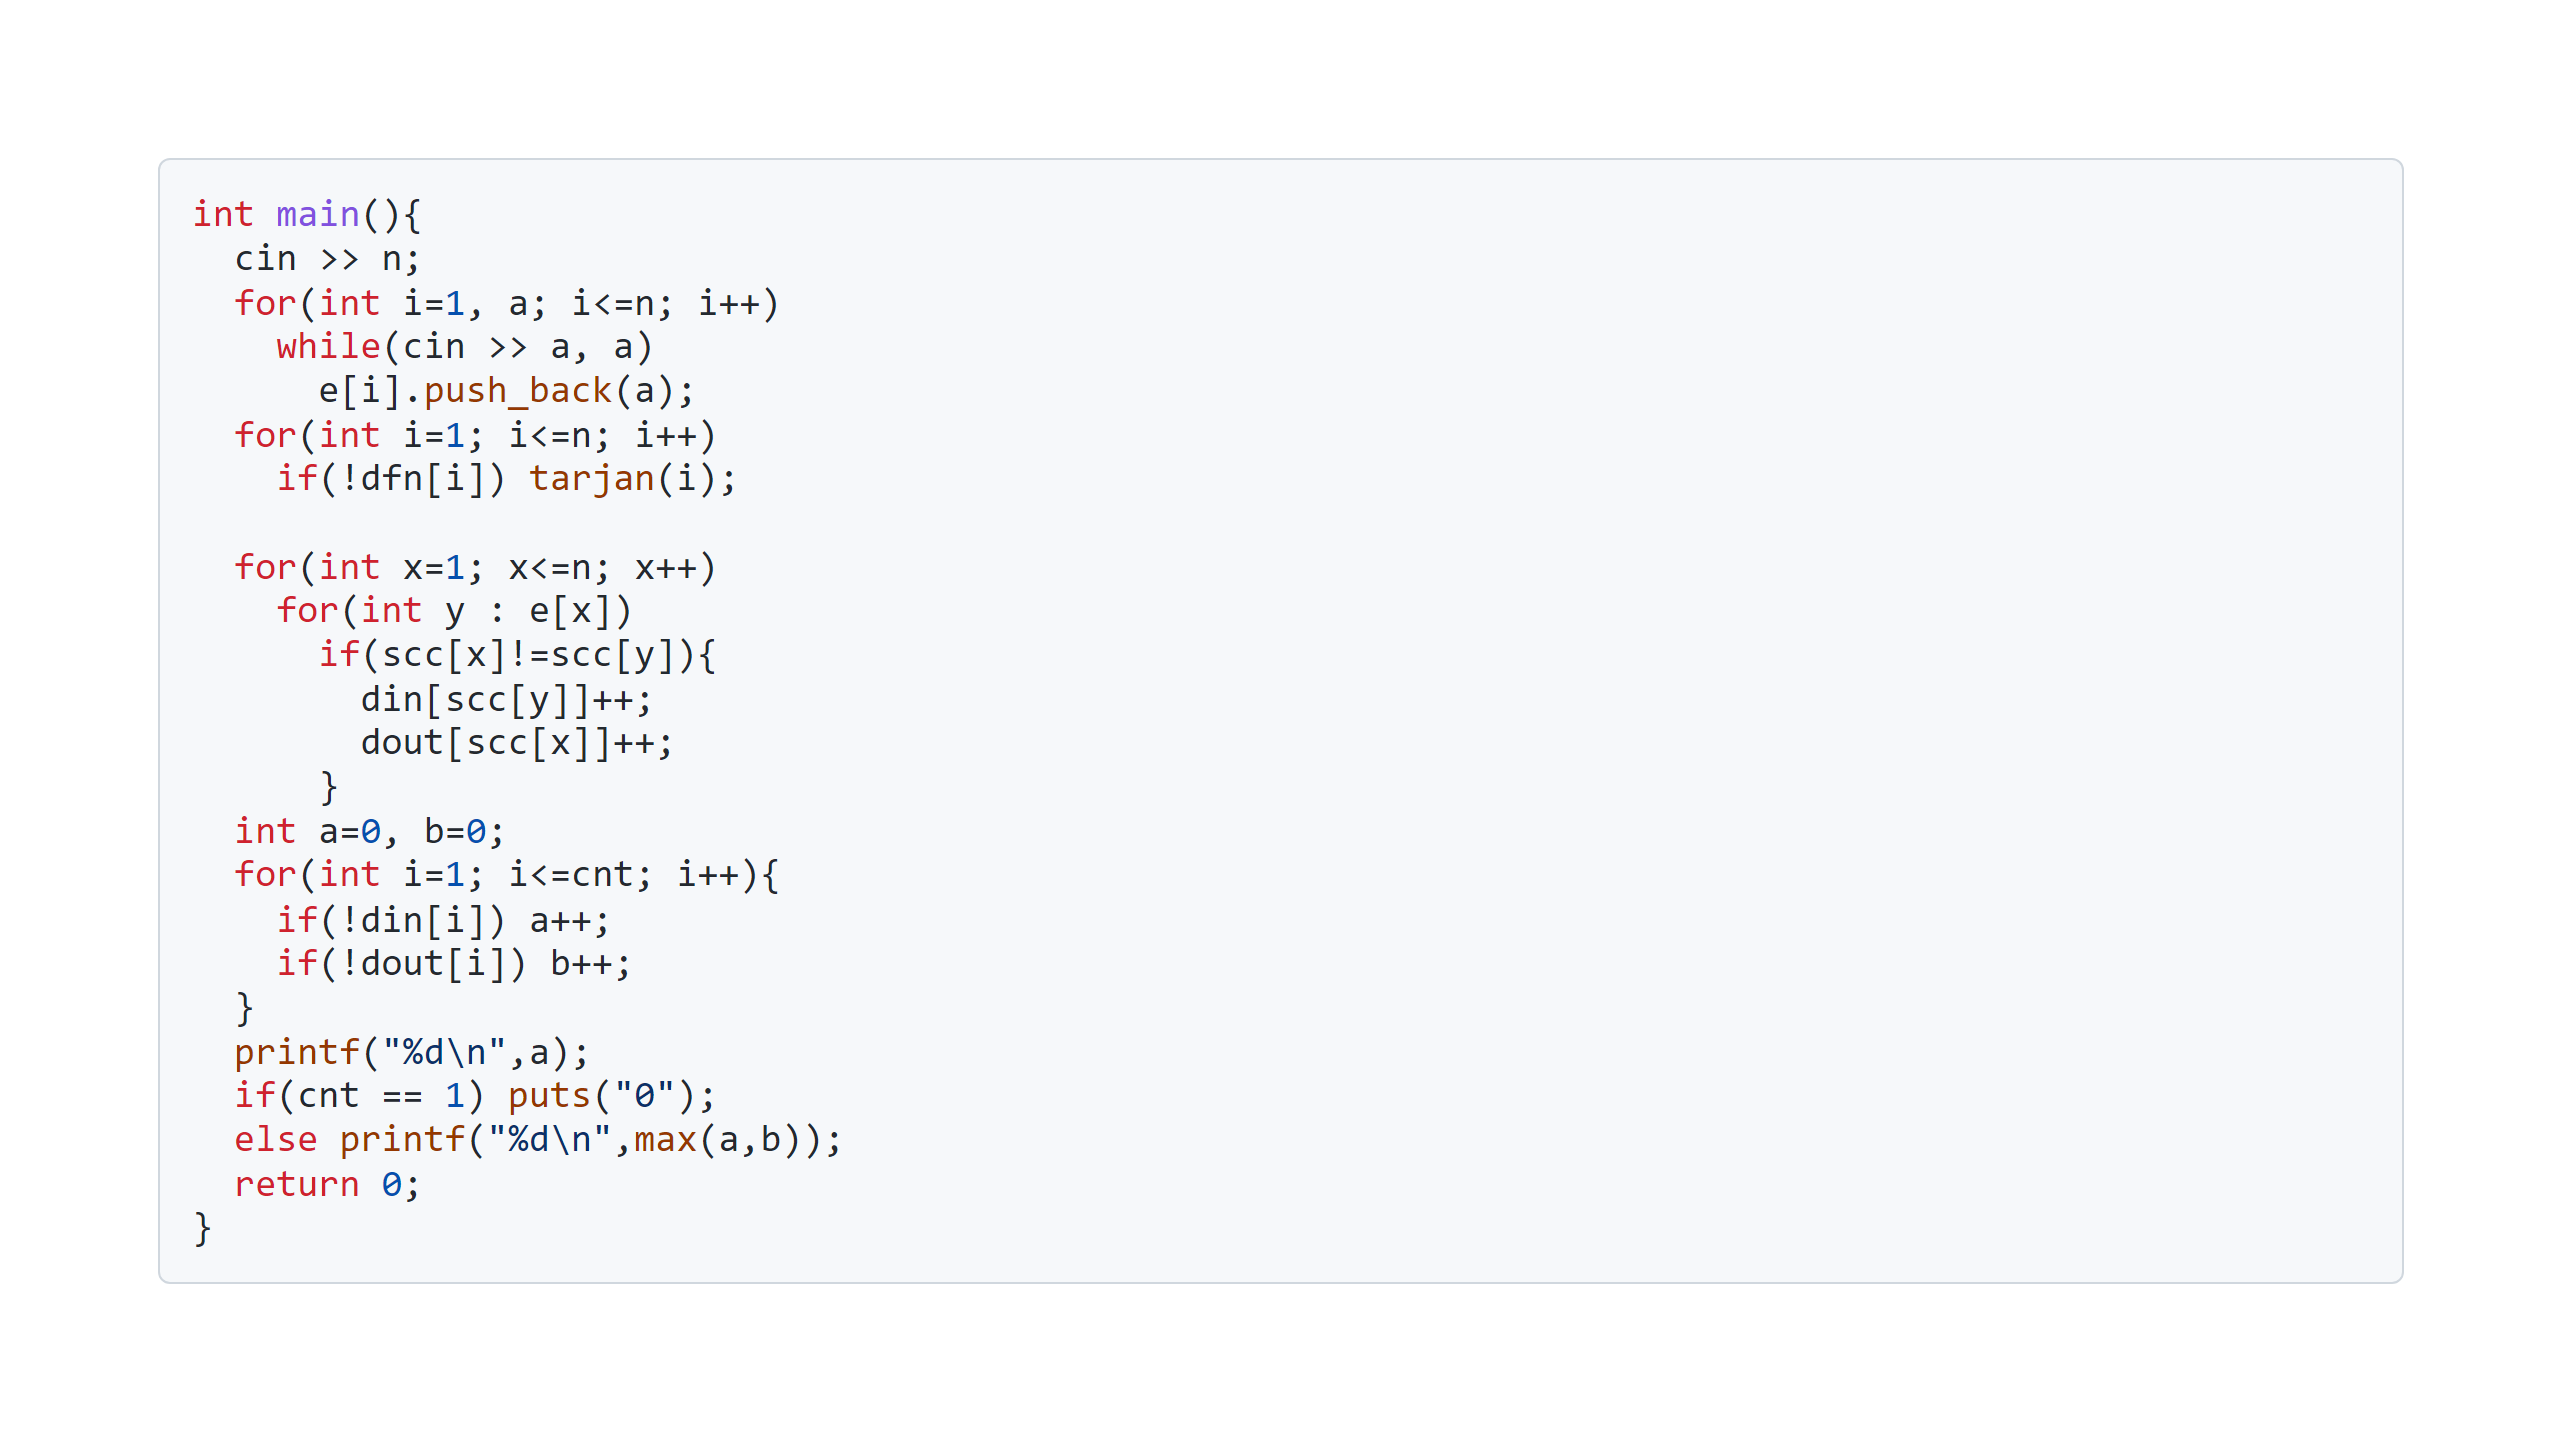 int main(){
  cin >> n;
  for(int i=1, a; i<=n; i++)
    while(cin >> a, a)
      e[i].push_back(a);
  for(int i=1; i<=n; i++)
    if(!dfn[i]) tarjan(i);

  for(int x=1; x<=n; x++)
    for(int y : e[x])
      if(scc[x]!=scc[y]){
        din[scc[y]]++;
        dout[scc[x]]++;
      }
  int a=0, b=0;
  for(int i=1; i<=cnt; i++){
    if(!din[i]) a++;
    if(!dout[i]) b++;
  }
  printf("%d\n",a);
  if(cnt == 1) puts("0");
  else printf("%d\n",max(a,b));
  return 0;
}